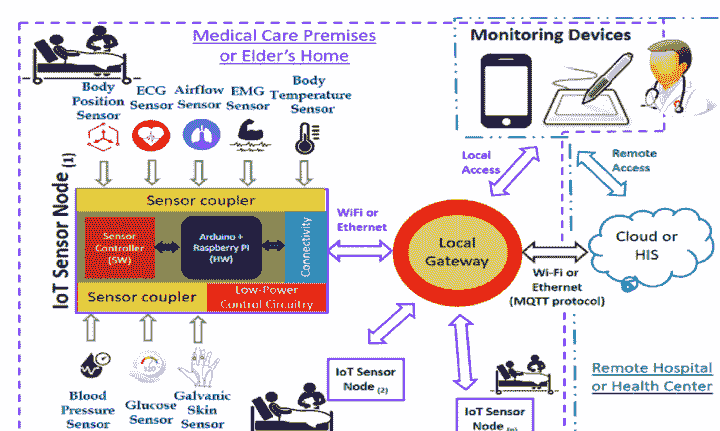 Medical Care Premises
or Elder's Home
Monitoring Devices
Body
Position
Sensor
ECG
Sensor
Airflow
Sensor
EMG
Sensor
Body
Temperature
Sensor
Local
Access
Remote
Access
IoT Sensor Node (1)
Sensor coupler
Sensor
Controller
(SW)
Arduino +
Raspberry PI
(HW)
Connectivity
WiFi or
Ethernet
Local
Gateway
Cloud or
HIS
Wi-Fi or
Ethernet
(MQTT protocol)
Sensor coupler
Low-Power
Control Circuitry
120
Blood
Pressure
Sensor
Glucose
Sensor
Galvanic
Skin
Sensor
IoT Sensor
Node (2)
IoT Sensor
Node (n)
Remote Hospital
or Health Center